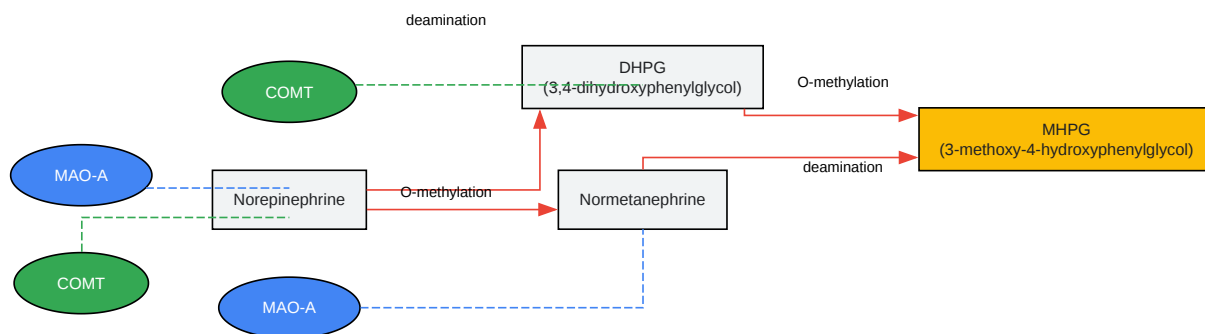 deamination
DHPG
(3,4-dihydroxyphenylglycol)
COMT
O-methylation
MHPG
(3-methoxy-4-hydroxyphenylglycol)
MAO-A
Norepinephrine
O-methylation
Normetanephrine
deamination
COMT
MAO-A